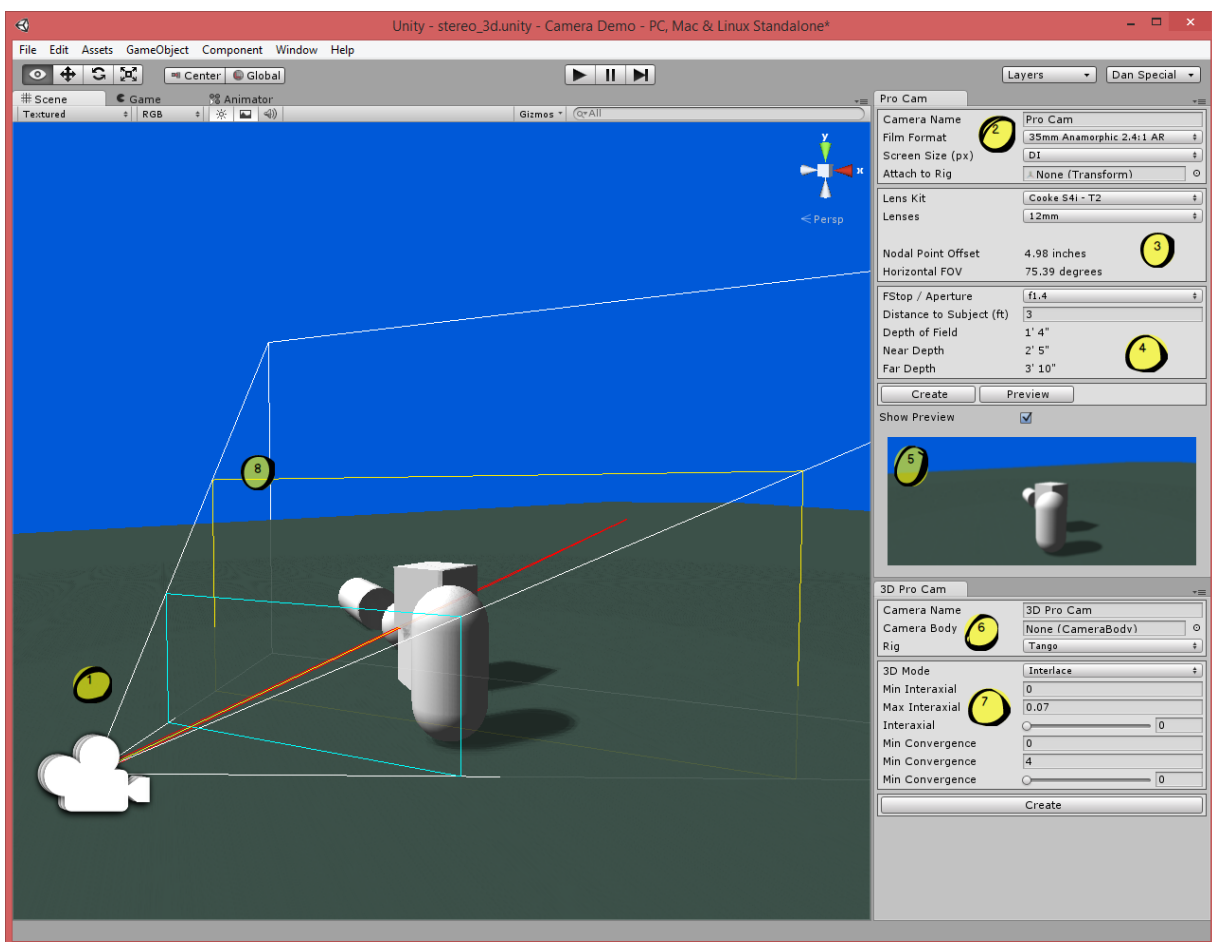 Unity - stereo_3d.unity - Camera Demo - PC, Mac & Linux Standalone*
File Edit Assets GameObject Component Window Help
Center Global Layers Dan Special
Scene Game Animator
Textured RGB Gizmos All
y
x
Persp
8
1
Pro Cam
Camera Name Pro Cam
2
Film Format 35mm Anamorphic 2.4:1 AR
Screen Size (px) DI
Attach to Rig None (Transform)
Lens Kit Cooke S4i - T2
Lenses 12mm
3
Nodal Point Offset 4.98 inches
Horizontal FOV 75.39 degrees
FStop / Aperture f1.4
Distance to Subject (ft) 3
Depth of Field 1' 4"
4
Near Depth 2' 5"
Far Depth 3' 10"
Create Preview
Show Preview
5
3D Pro Cam
Camera Name 3D Pro Cam
Camera Body None (CameraBody)
6
Rig Tango
3D Mode Interlace
Min Interaxial 0
Max Interaxial 0.07
7
Interaxial 0
Min Convergence 0
Min Convergence 4
Min Convergence 0
Create